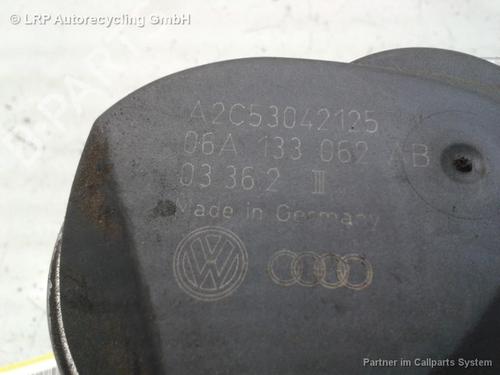 © LRP Autorecycling GmbH
A2C53042125
06A 133 062 AB
03 36 2 III
Made in Germany
VW
Partner im Callparts System